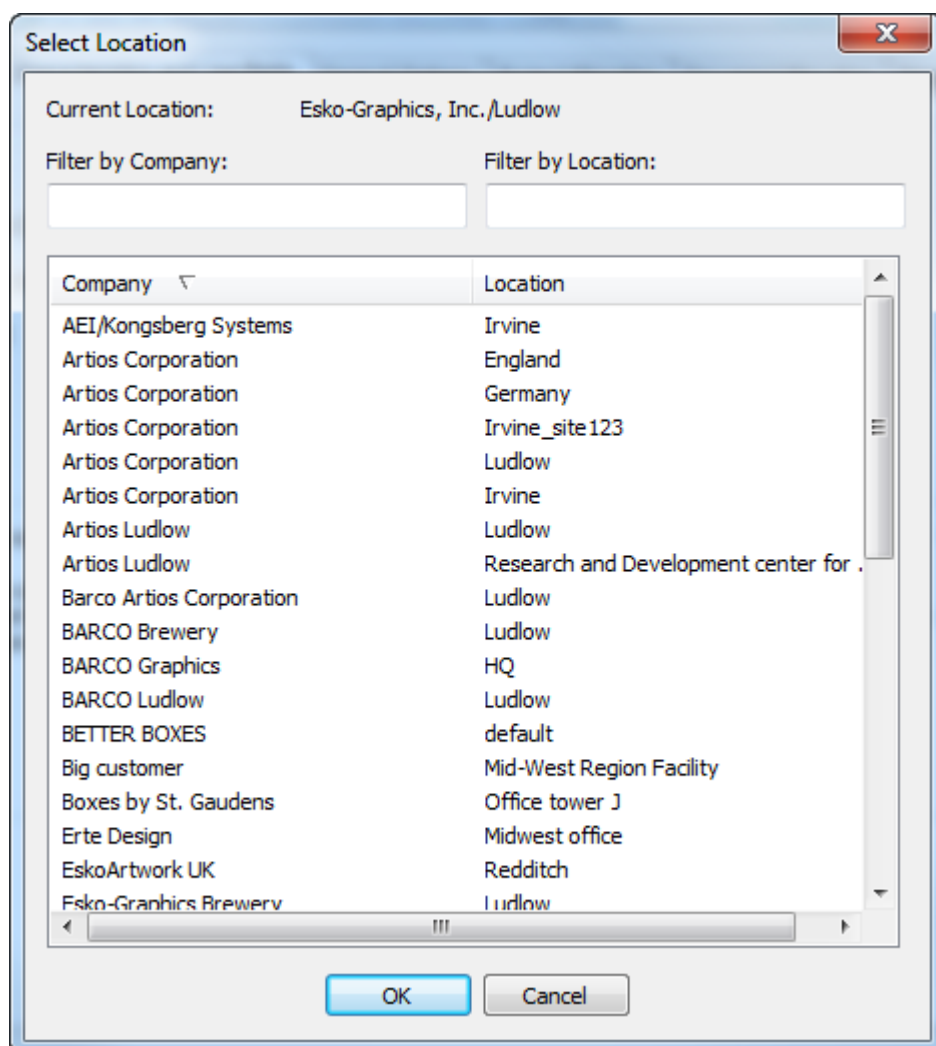 Select Location
Current Location: Esko-Graphics, Inc./Ludlow
Filter by Company: Filter by Location:
Company Location
AEI/Kongsberg Systems Irvine
Artios Corporation England
Artios Corporation Germany
Artios Corporation Irvine_site123
Artios Corporation Ludlow
Artios Corporation Irvine
Artios Ludlow Ludlow
Artios Ludlow Research and Development center for .
Barco Artios Corporation Ludlow
BARCO Brewery Ludlow
BARCO Graphics HQ
BARCO Ludlow Ludlow
BETTER BOXES default
Big customer Mid-West Region Facility
Boxes by St. Gaudens Office tower J
Erte Design Midwest office
EskoArtwork UK Redditch
Esko-Graphics Brewery Ludlow
OK Cancel